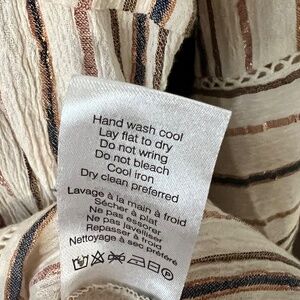 Hand wash cool
Lay flat to dry
Do not wring
Do not bleach
Cool iron
Dry clean preferred
Lavage à la main à froid
Sécher à plat
Ne pas essorer
Ne pas javelliser
Repasser à froid
Nettoyage à sec préféré